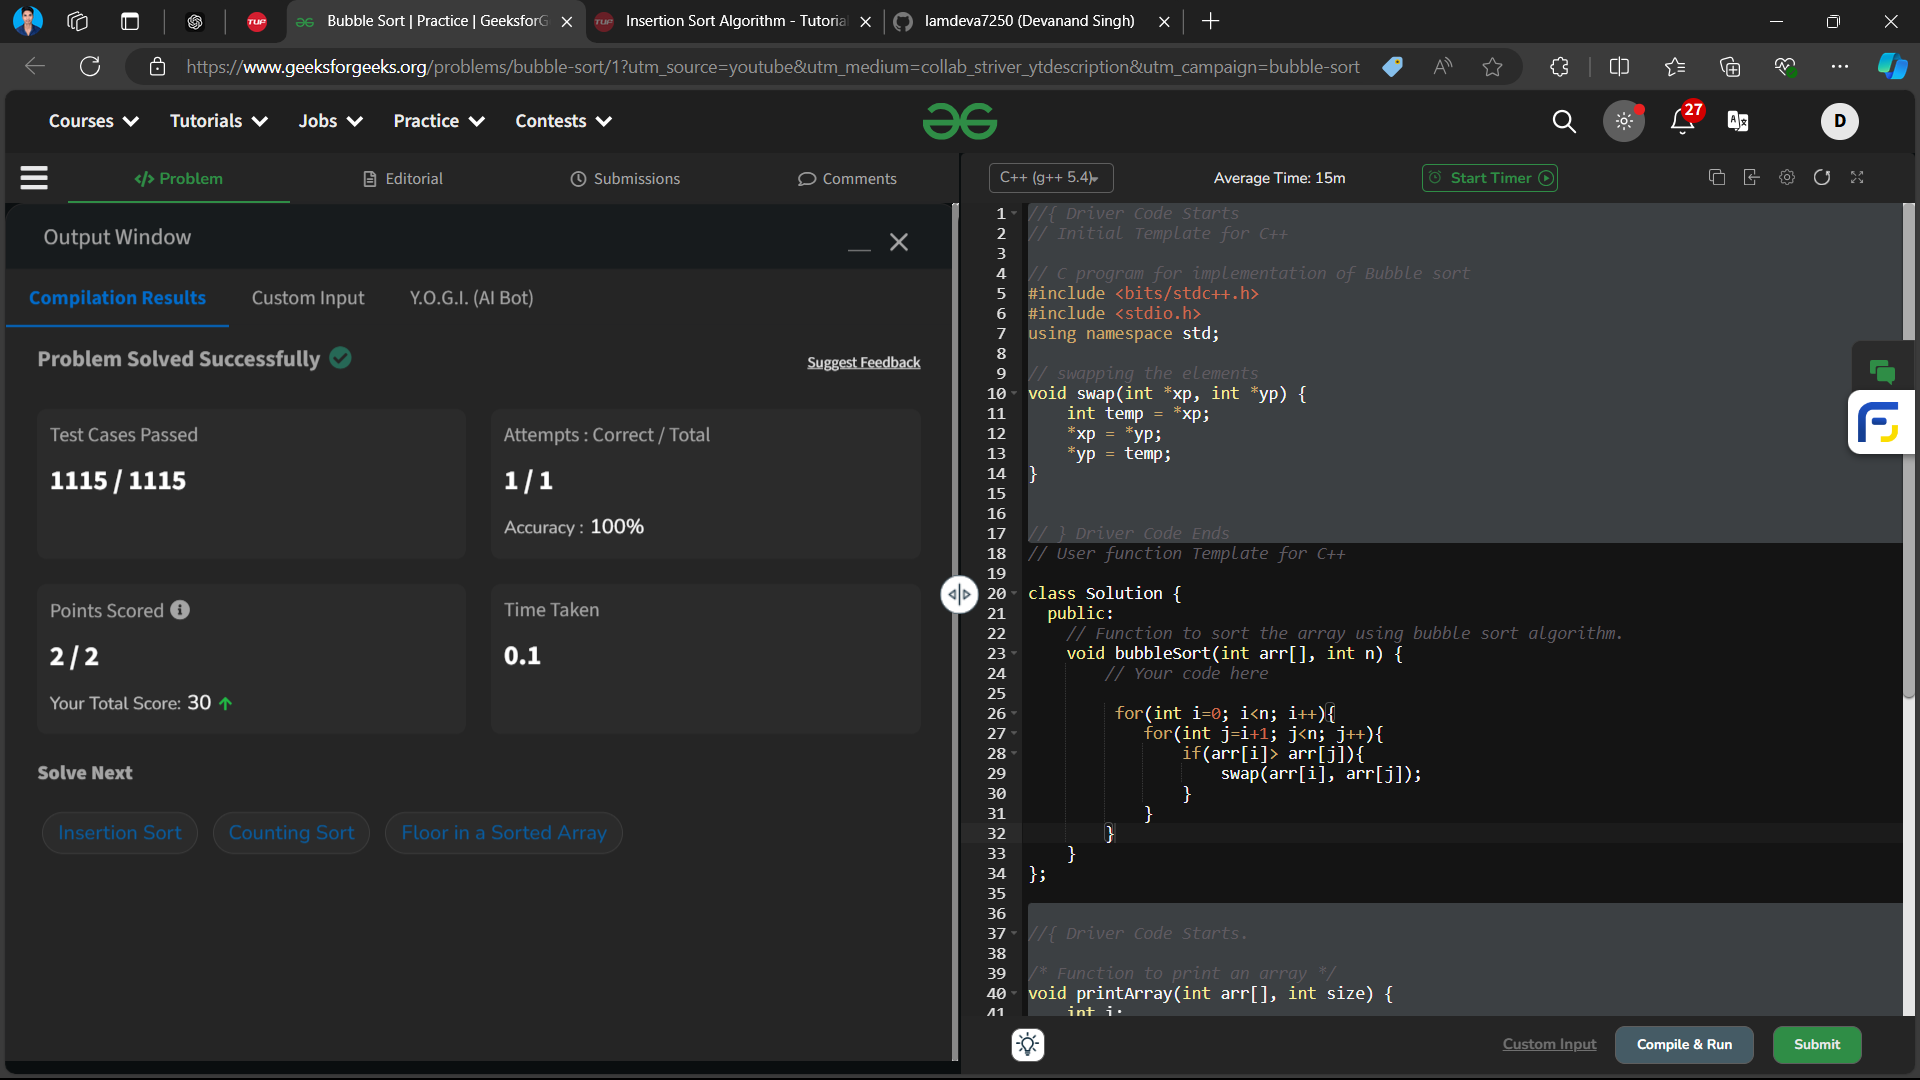 Bubble Sort | Practice | GeeksforG
Insertion Sort Algorithm - Tutoria
Iamdeva7250 (Devanand Singh)
https://www.geeksforgeeks.org/problems/bubble-sort/1?utm_source=youtube&utm_medium=collab_striver_ytdescription&utm_campaign=bubble-sort
Courses
Tutorials
Jobs
Practice
Contests
27
D
Problem
Editorial
Submissions
Comments
C++ (g++ 5.4)
Average Time: 15m
Start Timer
Output Window
Compilation Results
Custom Input
Y.O.G.I. (AI Bot)
Problem Solved Successfully
Suggest Feedback
Test Cases Passed
1115 / 1115
Attempts : Correct / Total
1 / 1
Accuracy : 100%
Points Scored
2 / 2
Your Total Score: 30
Time Taken
0.1
Solve Next
Insertion Sort
Counting Sort
Floor in a Sorted Array
1 //{ Driver Code Starts
2 // Initial Template for C++
3
4 // C program for implementation of Bubble sort
5 #include <bits/stdc++.h>
6 #include <stdio.h>
7 using namespace std;
8
9 // swapping the elements
10 void swap(int *xp, int *yp) {
11 int temp = *xp;
12 *xp = *yp;
13 *yp = temp;
14 }
15
16
17 // } Driver Code Ends
18 // User function Template for C++
19
20 class Solution {
21 public:
22 // Function to sort the array using bubble sort algorithm.
23 void bubbleSort(int arr[], int n) {
24 // Your code here
25
26 for(int i=0; i<n; i++){
27 for(int j=i+1; j<n; j++){
28 if(arr[i]> arr[j]){
29 swap(arr[i], arr[j]);
30 }
31 }
32 }
33 }
34 };
35
36
37 //{ Driver Code Starts.
38
39 /* Function to print an array */
40 void printArray(int arr[], int size) {
41 int i;
Custom Input
Compile & Run
Submit